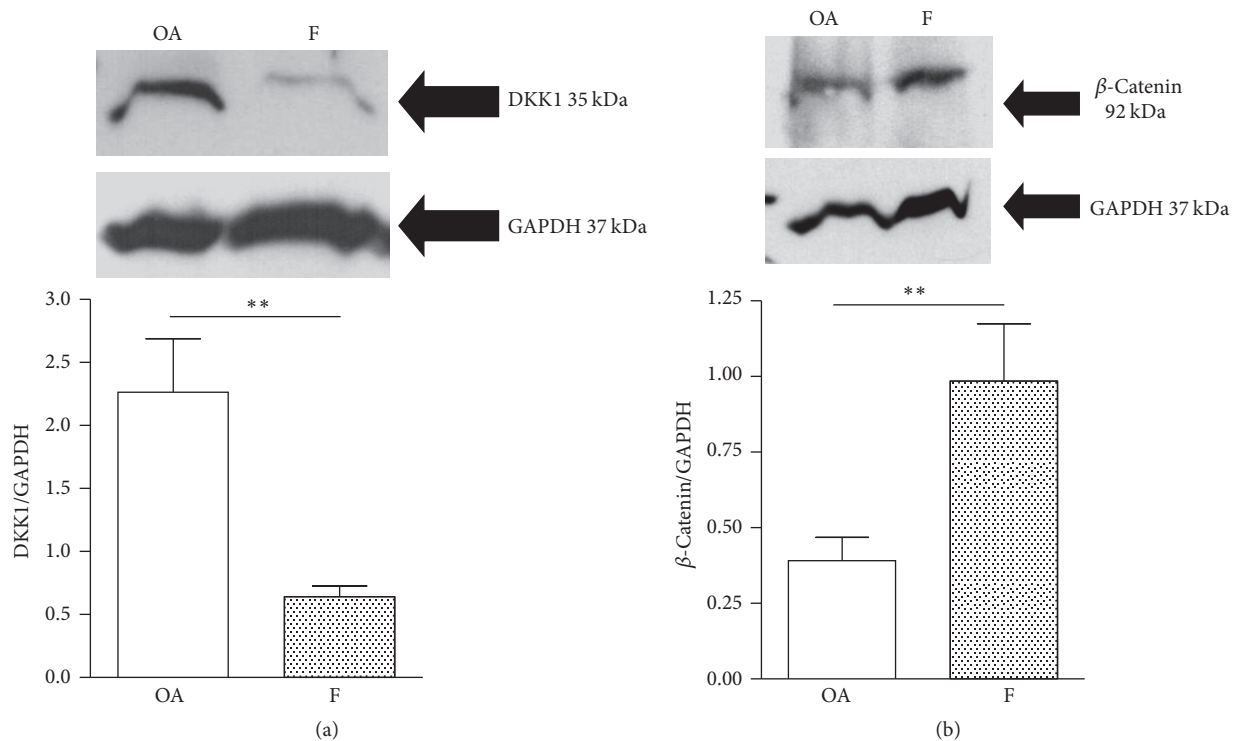 OA F
DKK1 35 kDa
GAPDH 37 kDa
3.0
2.5
2.0
1.5
1.0
0.5
0.0
DKK1/GAPDH
**
OA F
(a)
OA F
β-Catenin
92 kDa
GAPDH 37 kDa
1.25
1.00
0.75
0.50
0.25
0.00
β-Catenin/GAPDH
**
OA F
(b)